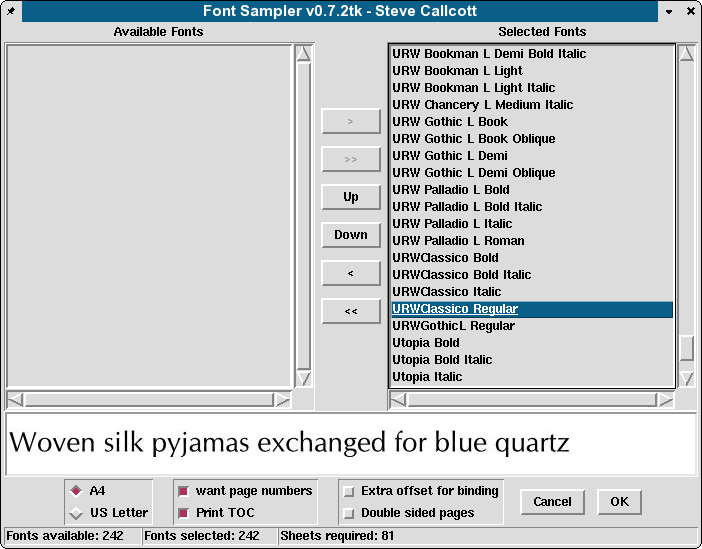 Font Sampler v0.7.2tk - Steve Callcott
Available Fonts
Selected Fonts
URW Bookman L Demi Bold Italic
URW Bookman L Light
URW Bookman L Light Italic
URW Chancery L Medium Italic
URW Gothic L Book
URW Gothic L Book Oblique
URW Gothic L Demi
URW Gothic L Demi Oblique
URW Palladio L Bold
URW Palladio L Bold Italic
URW Palladio L Italic
URW Palladio L Roman
URWClassico Bold
URWClassico Bold Italic
URWClassico Italic
URWClassico Regular
URWGothicL Regular
Utopia Bold
Utopia Bold Italic
Utopia Italic
>
>>
Up
Down
<
<<
Woven silk pyjamas exchanged for blue quartz
A4
US Letter
want page numbers
Print TOC
Extra offset for binding
Double sided pages
Cancel
OK
Fonts available: 242
Fonts selected: 242
Sheets required: 81